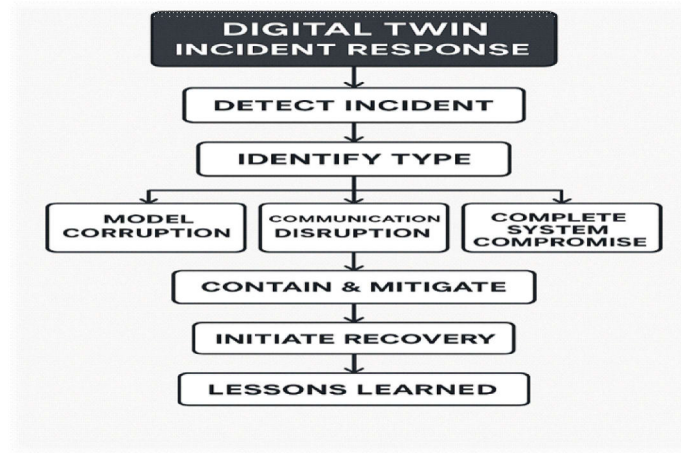 DIGITAL TWIN
INCIDENT RESPONSE
DETECT INCIDENT
IDENTIFY TYPE
MODEL
CORRUPTION
COMMUNICATION
DISRUPTION
COMPLETE
SYSTEM
COMPROMISE
CONTAIN & MITIGATE
INITIATE RECOVERY
LESSONS LEARNED